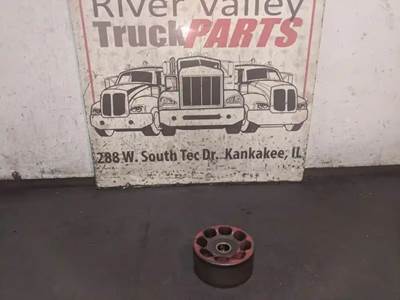 River Valley
TruckPARTS
288 W. South Tec Dr. Kankakee, IL